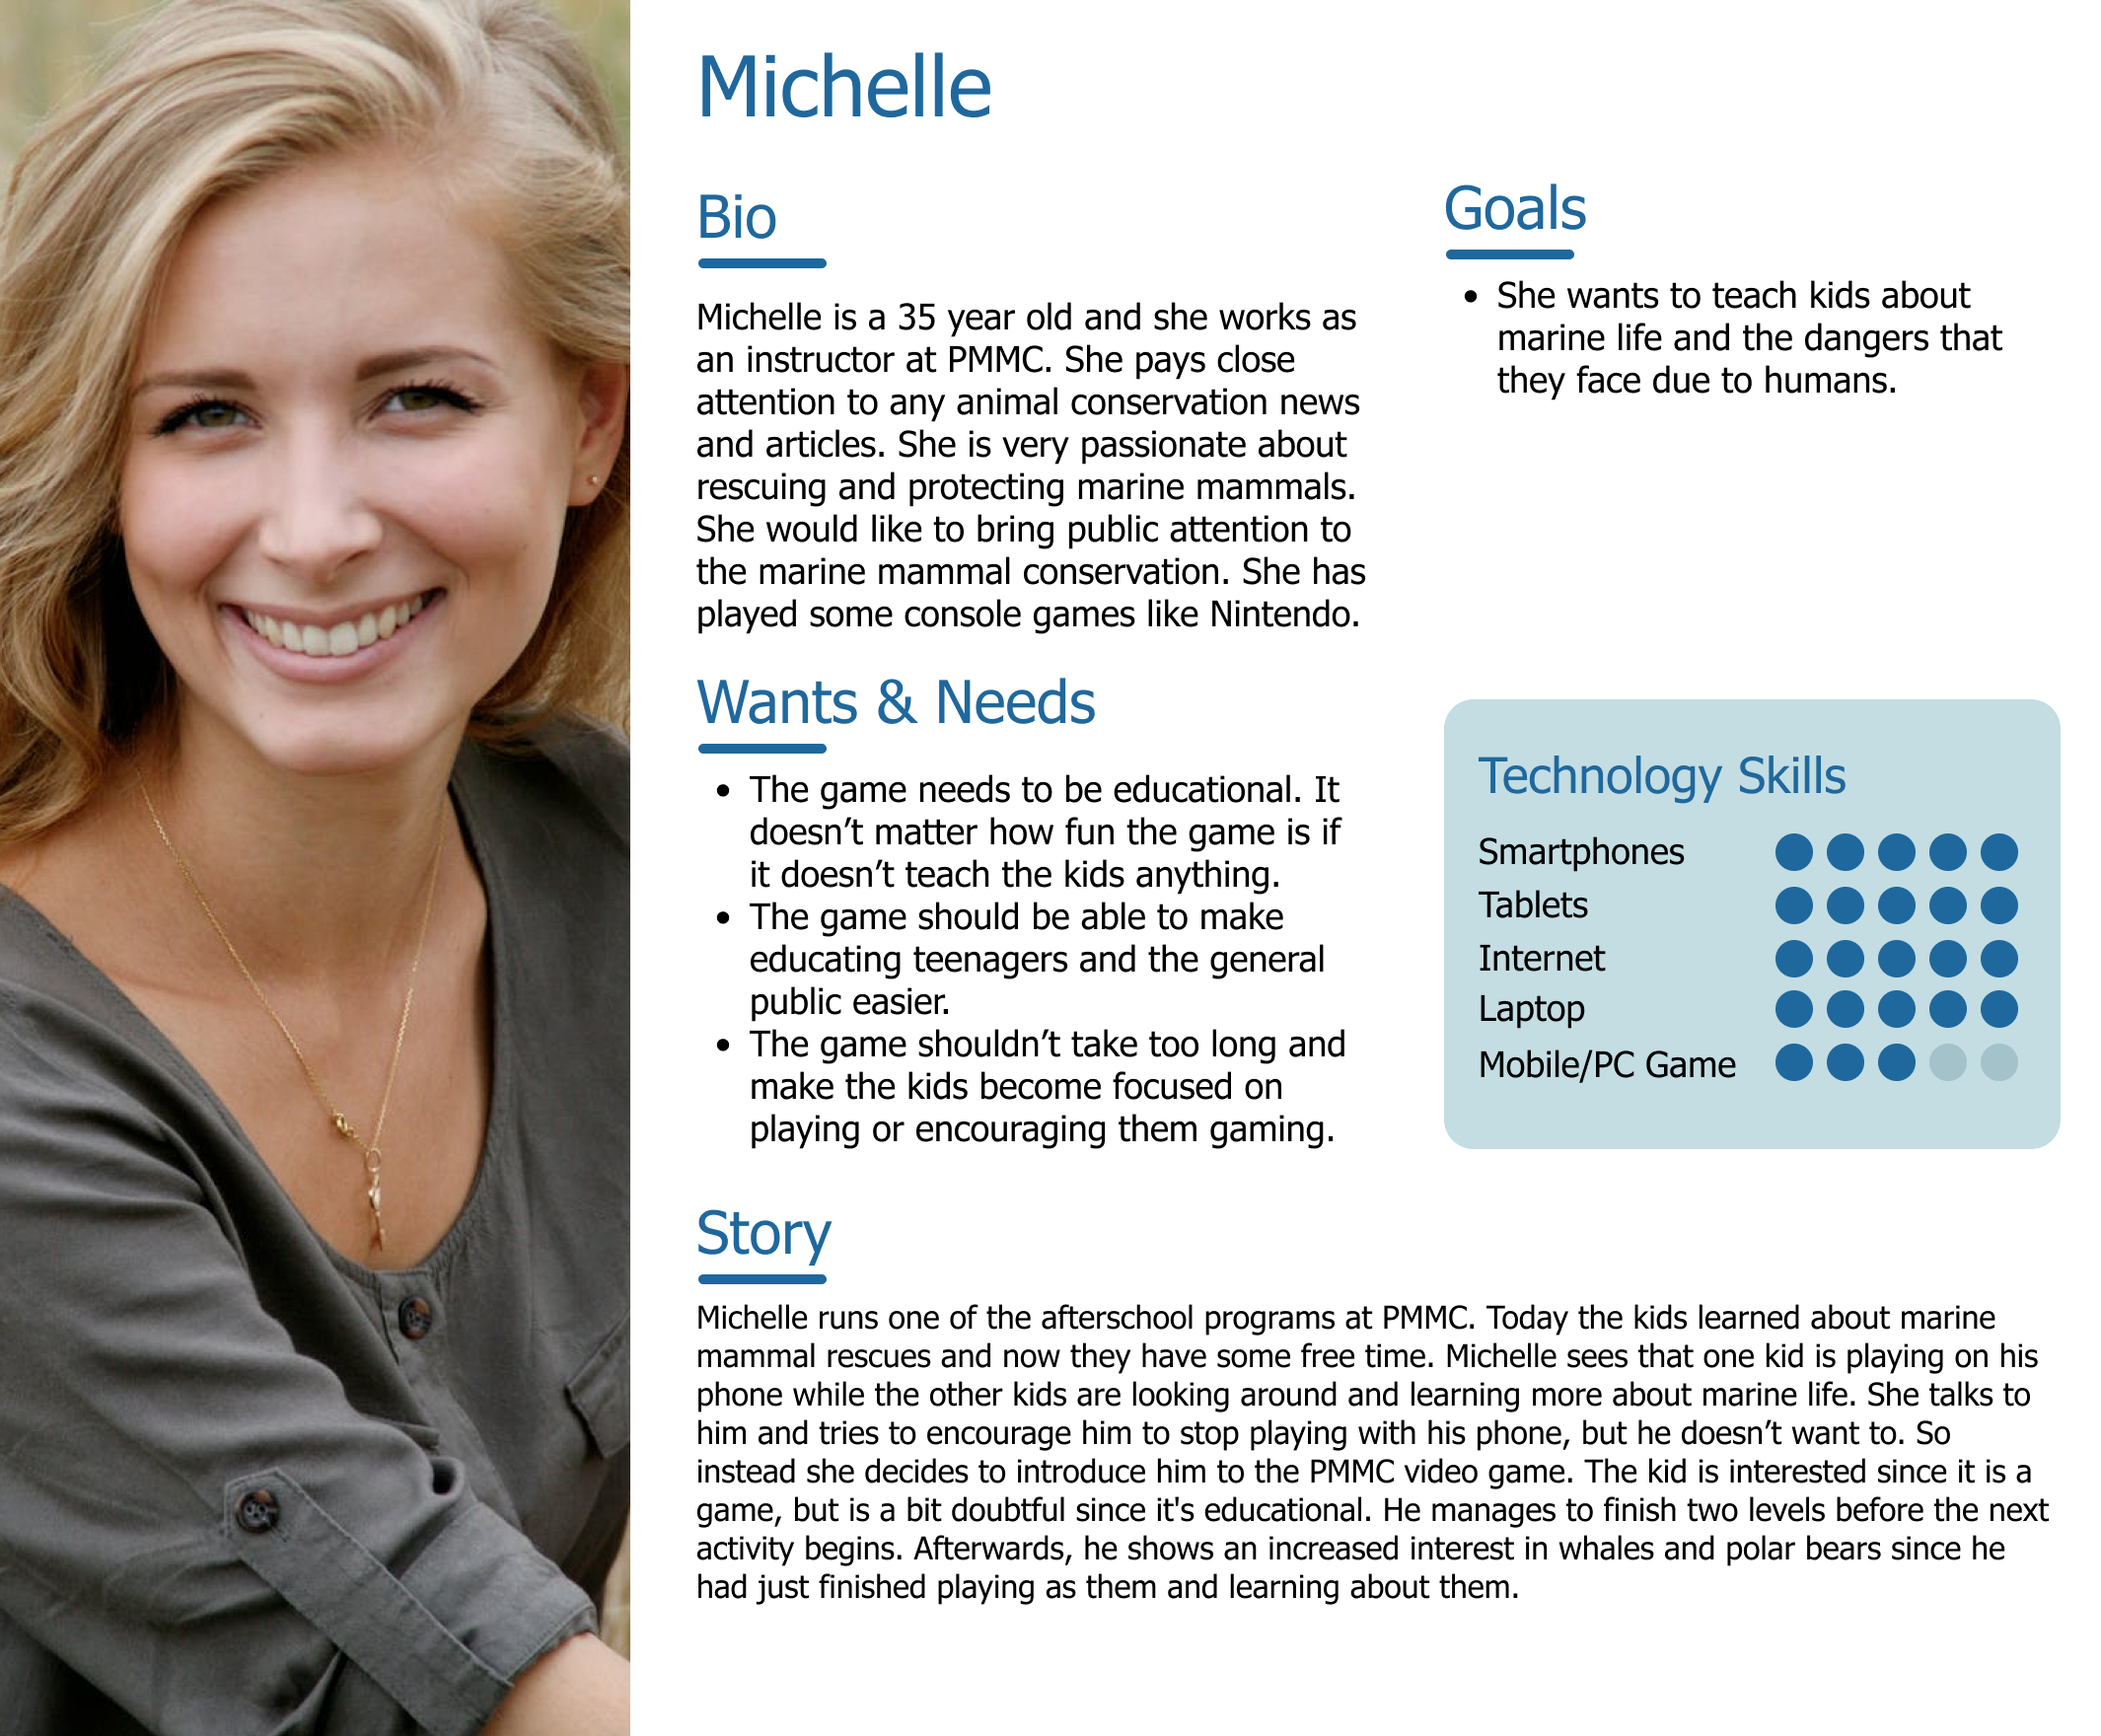 Michelle
Bio
Michelle is a 35 year old and she works as
an instructor at PMMC. She pays close
attention to any animal conservation news
and articles. She is very passionate about
rescuing and protecting marine mammals.
She would like to bring public attention to
the marine mammal conservation. She has
played some console games like Nintendo.
Goals
• She wants to teach kids about
marine life and the dangers that
they face due to humans.
Wants & Needs
• The game needs to be educational. It
doesn’t matter how fun the game is if
it doesn’t teach the kids anything.
• The game should be able to make
educating teenagers and the general
public easier.
• The game shouldn’t take too long and
make the kids become focused on
playing or encouraging them gaming.
Technology Skills
Smartphones
Tablets
Internet
Laptop
Mobile/PC Game
Story
Michelle runs one of the afterschool programs at PMMC. Today the kids learned about marine
mammal rescues and now they have some free time. Michelle sees that one kid is playing on his
phone while the other kids are looking around and learning more about marine life. She talks to
him and tries to encourage him to stop playing with his phone, but he doesn’t want to. So
instead she decides to introduce him to the PMMC video game. The kid is interested since it is a
game, but is a bit doubtful since it's educational. He manages to finish two levels before the next
activity begins. Afterwards, he shows an increased interest in whales and polar bears since he
had just finished playing as them and learning about them.